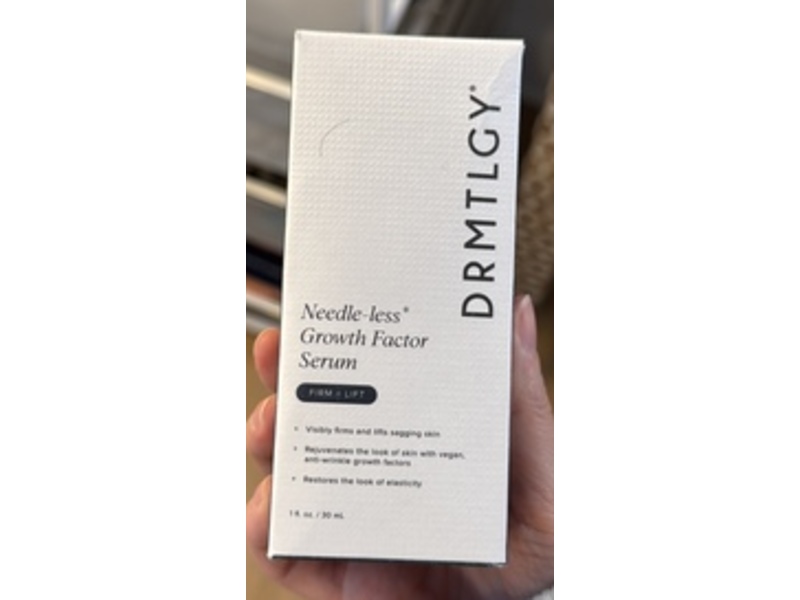 DRMTLGY®
Needle-less®
Growth Factor
Serum
FIRM + LIFT
• Visibly firms and lifts sagging skin
• Rejuvenates the look of skin with vegan,
anti-wrinkle growth factors
• Restores the look of elasticity
1 fl. oz. / 30 mL